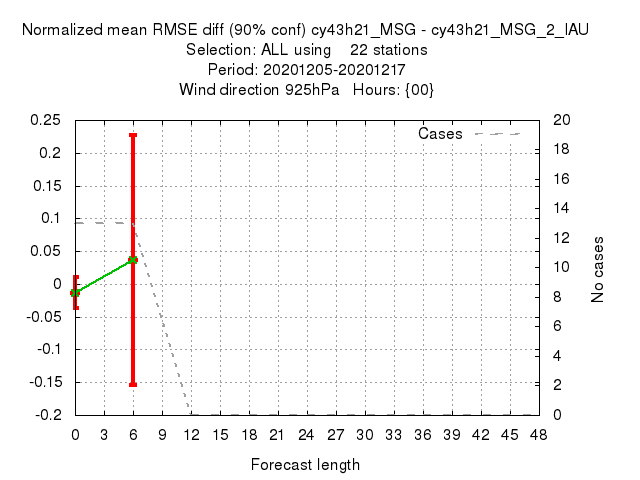 Normalized mean RMSE diff (90% conf) cy43h21_MSG - cy43h21_MSG_2_IAU
Selection: ALL using    22 stations
Period: 20201205-20201217
Wind direction 925hPa   Hours: {00}
Cases
0.25
0.2
0.15
0.1
0.05
0
-0.05
-0.1
-0.15
-0.2
20
18
16
14
12
10
8
6
4
2
0
No cases
0 3 6 9 12 15 18 21 24 27 30 33 36 39 42 45 48
Forecast length